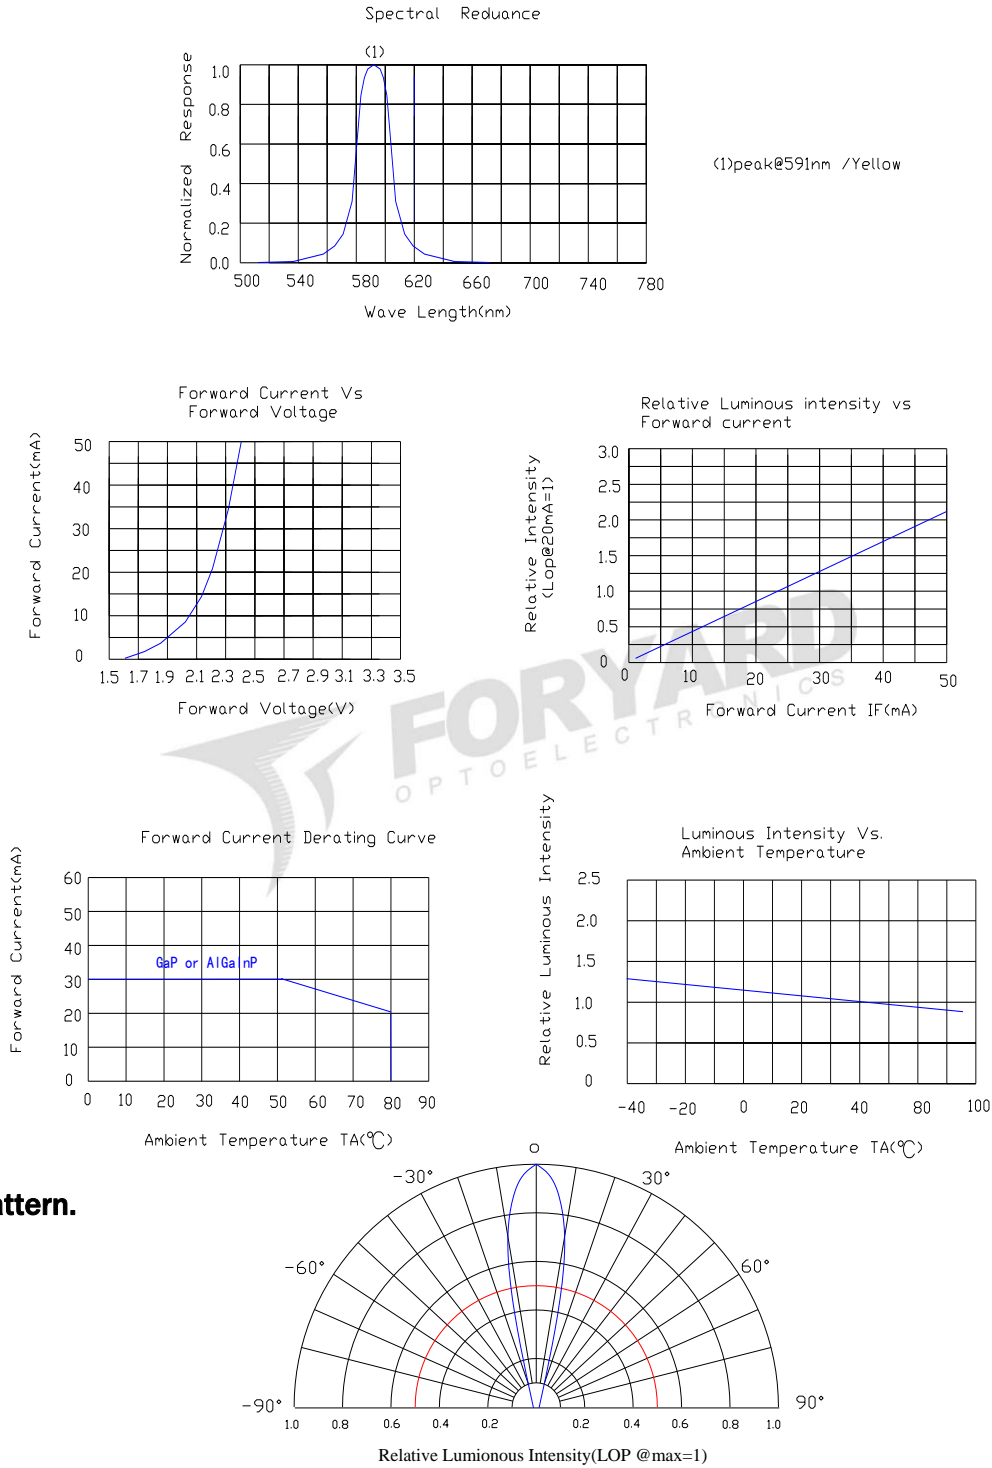 Spectral Reduance
(1)
Normalized Response
1.0
0.8
0.6
0.4
0.2
0.0
500 540 580 620 660 700 740 780
Wave Length(nm)
(1)peak@591nm /Yellow
Forward Current Vs
Forward Voltage
Forward Current(mA)
50
40
30
20
10
0
1.5 1.7 1.9 2.1 2.3 2.5 2.7 2.9 3.1 3.3 3.5
Forward Voltage(V)
Relative Luminous intensity vs
Forward current
Relative Intensity
(Lop@20mA=1)
3.0
2.5
2.0
1.5
1.0
0.5
0
0 10 20 30 40 50
Forward Current IF(mA)
FORYARD
OPTOELECTRONICS
Forward Current Derating Curve
Forward Current(mA)
60
50
40
30
20
10
0
GaP or AlGaInP
0 10 20 30 40 50 60 70 80 90
Ambient Temperature TA(℃)
Luminous Intensity Vs.
Ambient Temperature
Relative Luminous Intensity
2.5
2.0
1.5
1.0
0.5
0
-40 -20 0 20 40 80 100
Ambient Temperature TA(℃)
attern.
0
-30° 30°
-60° 60°
-90° 90°
1.0 0.8 0.6 0.4 0.2 0.2 0.4 0.6 0.8 1.0
Relative Lumionous Intensity(LOP @max=1)